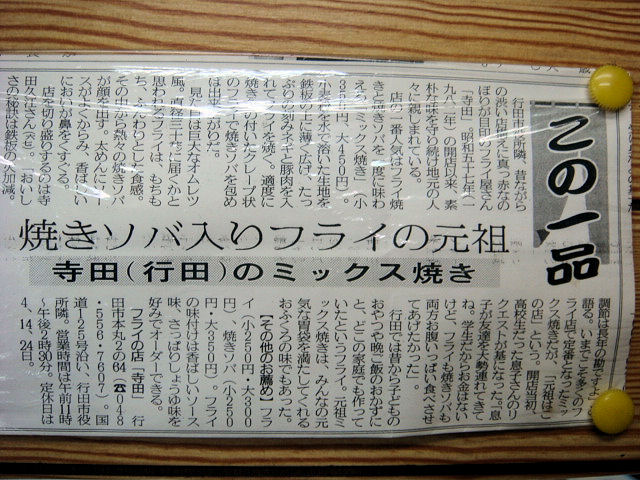 この一品
焼きソバ入りフライの元祖
寺田(行田)のミックス焼き
行田市役所隣、昔ながら
の渋い店構えに真っ赤なの
ぼりが目印のフライ屋さん
「寺田」。昭和五十七年(一
九八二年)の開店以来、素
朴な味を守り続け地元の人
々に親しまれている。
店の一番人気はフライ焼
きと焼きソバを一度に味わ
える「ミックス焼き」(小
350円、大450円)。
小麦粉を水で溶いた生地を
鉄板の上に薄く広げ、たっ
ぷりの刻みネギと豚肉を入
れてフライを焼く。適度に
焼き色の付いたクレープ状
のフライで焼きソバを包め
ば出来上がりだ。
見た目は巨大なオムレツ
風。直径三十㌢に届くかと
思われるフライは、もちも
ち、ふんわりとした食感。
その中から熱々の焼きソバ
が顔を出す。太めんに
スがよくからみ、香ばしい
においが鼻をくすぐる。
店を切り盛りするのは寺
田久江さん
さの秘訣は鉄板の火加減。
調節は長年の勘ですよ」と
語る。いまでこそ多くのフ
ライ店で定番となったミッ
クス焼きだが、「元祖はこ
の店」という。開店当初、
高校生だった息子さんのリ
クエストが基になった。「息
子が友達を大勢連れてきて
ね。学生だからお金はない
けど、フライも焼きソバも
両方お腹いっぱい食べさせ
てあげたかった」
行田では昔から子どもの
おやつや晩ご飯のおかずに
と、どこの家庭でも作って
いたというフライ。元祖ミ
ックス焼きは、みんなの元
気な胃袋を満たしてくれる
おふくろの味でもあった。
【その他のお薦め】フラ
イ(小250円・大300
円) 焼きソバ(小250
円・大350円)。フライ
の味付けは香ばしいソース
味、さっぱりしょうゆ味を
好みでオーダーできる。
フライの店「寺田」 行
田市本丸2の64(☎048
・556・7607)。国
道125号沿い、行田市役
所隣。営業時間は午前11時
〜午後2時30分。定休日は
4、14、24日。